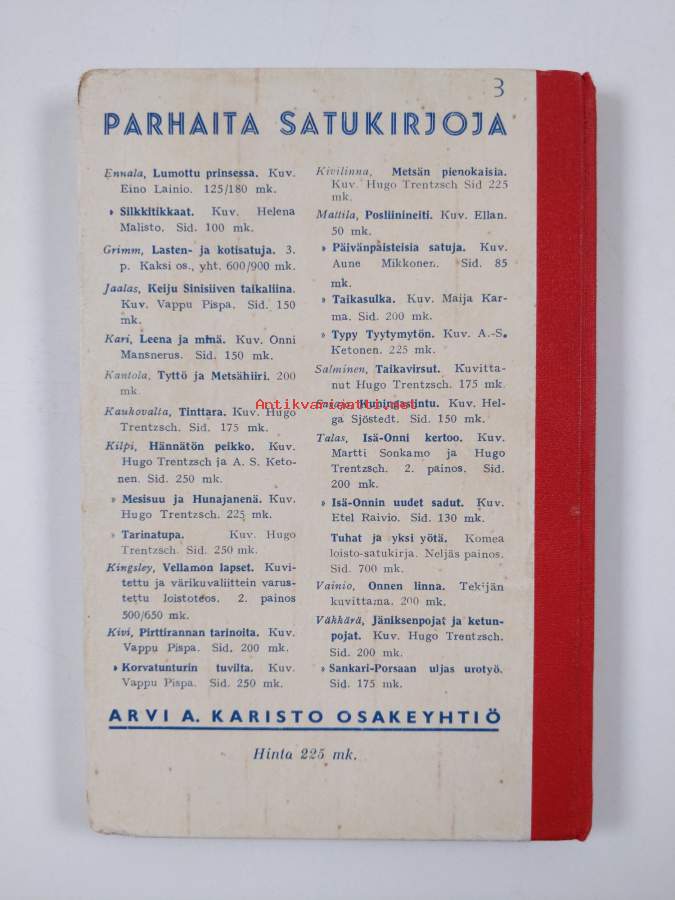 3
PARHAITA SATUKIRJOJA
Ennala, Lumottu prinsessa. Kuv.
Eino Lainio. 125/180 mk.
» Silkkitikkaat. Kuv. Helena
Malisto. Sid. 100 mk.
Grimm, Lasten- ja kotisatuja. 3.
p. Kaksi os., yht. 600/900 mk.
Jaalas, Keiju Sinisiiven taikaliina.
Kuv. Vappu Pispa. Sid. 150
mk.
Kari, Leena ja minä. Kuv. Onni
Mansnerus. Sid. 150 mk.
Kantola, Tyttö ja Metsähiiri. 200
mk
Kaukovalta, Tinttara. Kuv. Hugo
Trentzsch. Sid. 175 mk.
Kilpi, Hännätön peikko. Kuv.
Hugo Trentzsch ja A. S. Keto-
nen. Sid. 250 mk.
» Mesisuu ja Hunajanenä. Kuv.
Hugo Trentzsch. 225 mk.
» Tarinatupa. Kuv. Hugo
Trentzsch. Sid. 250 mk.
Kingsley, Vellamon lapset. Kuvi-
tettu ja värikuvaliittein varus-
tettu loistoteos. 2. painos
500/650 mk.
Kivi, Pirttirannan tarinoita. Kuv.
Vappu Pispa. Sid. 200 mk.
» Korvatunturin tuvilta. Kuv.
Vappu Pispa. Sid. 250 mk.
Kivilinna, Metsän pienokaisia.
Kuv. Hugo Trentzsch Sid 225
mk.
Mattila, Posliinineiti. Kuv. Ellan.
50 mk.
» Päivänpaisteisia satuja. Kuv.
Aune Mikkonen. Sid. 85
mk.
» Taikasulka. Kuv. Maija Kar-
ma. Sid. 200 mk.
» Typy Tyytymytön. Kuv. A.-S.
Ketonen. 225 mk.
Salminen, Taikavirsut. Kuvitta-
nut Hugo Trentzsch. 175 mk.
Antikvariaatti.net
Kuv. Hel-
ga Sjöstedt. Sid. 150 mk.
Talas, Isä-Onni kertoo. Kuv.
Martti Sonkamo ja Hugo
Trentzsch. 2. painos. Sid.
200 mk.
» Isä-Onnin uudet sadut. Kuv.
Etel Raivio. Sid. 130 mk.
Tuhat ja yksi yötä. Komea
loisto-satukirja. Neljäs painos.
Sid. 700 mk.
Vainio, Onnen linna. Tekijän
kuvittama. 200 mk.
Vähkärä, Jäniksenpojat ja ketun-
pojat. Kuv. Hugo Trentzsch.
Sid. 200 mk.
» Sankari-Porsaan uljas urotyö.
Sid. 175 mk.
ARVI A. KARISTO OSAKEYHTIÖ
Hinta 225 mk.